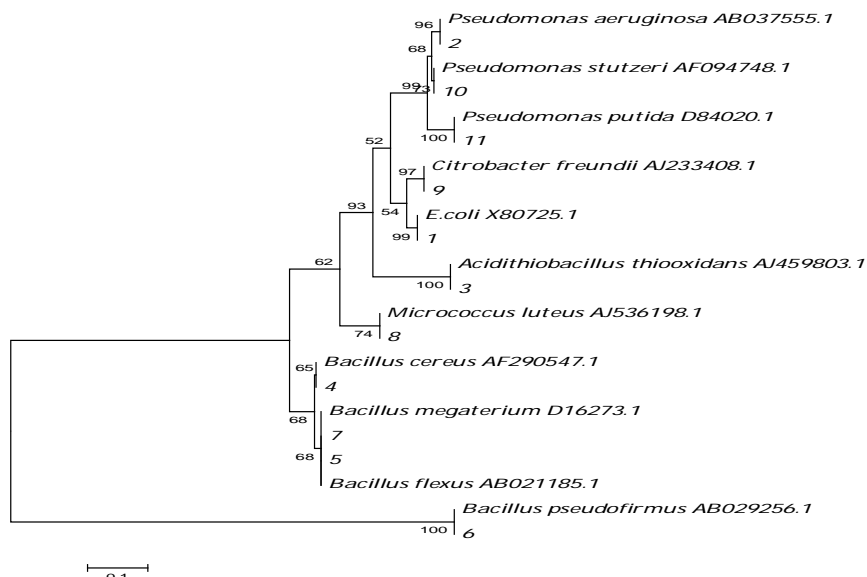 96
Pseudomonas aeruginosa AB037555.1
2
68
Pseudomonas stutzeri AF094748.1
99
73
10
Pseudomonas putida D84020.1
100
11
52
Citrobacter freundii AJ233408.1
97
9
93
54
E.coli X80725.1
99
1
62
Acidithiobacillus thiooxidans AJ459803.1
100
3
Micrococcus luteus AJ536198.1
74
8
Bacillus cereus AF290547.1
65
4
68
Bacillus megaterium D16273.1
7
68
5
Bacillus flexus AB021185.1
Bacillus pseudofirmus AB029256.1
100
6
0.1